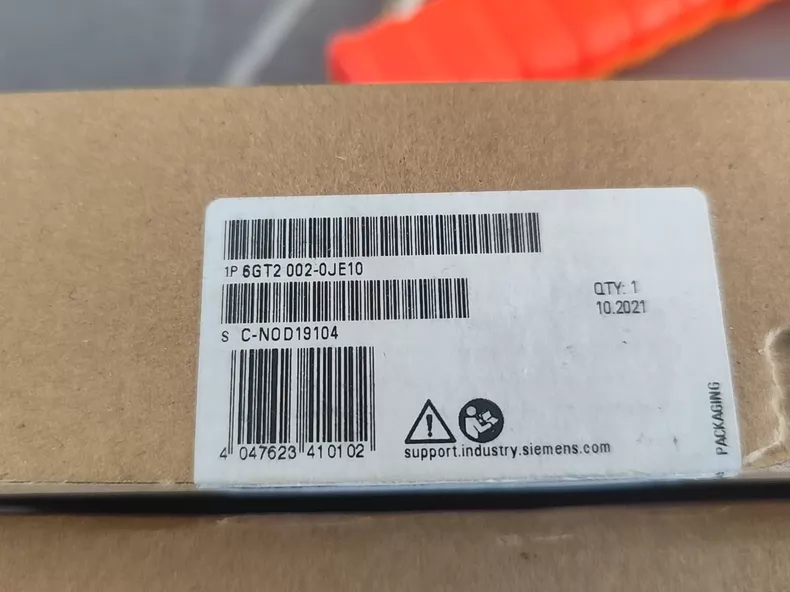 1P 6GT2 002-0JE10
S C-NOD19104
QTY: 1
10.2021
4 047623 410102
support.industry.siemens.com
PACKAGING